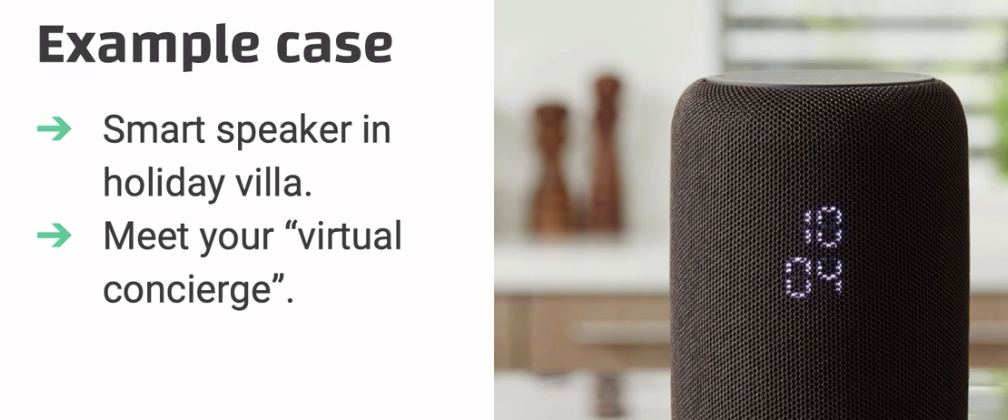 Example case
→ Smart speaker in
holiday villa.
→ Meet your “virtual
concierge”.
10
04